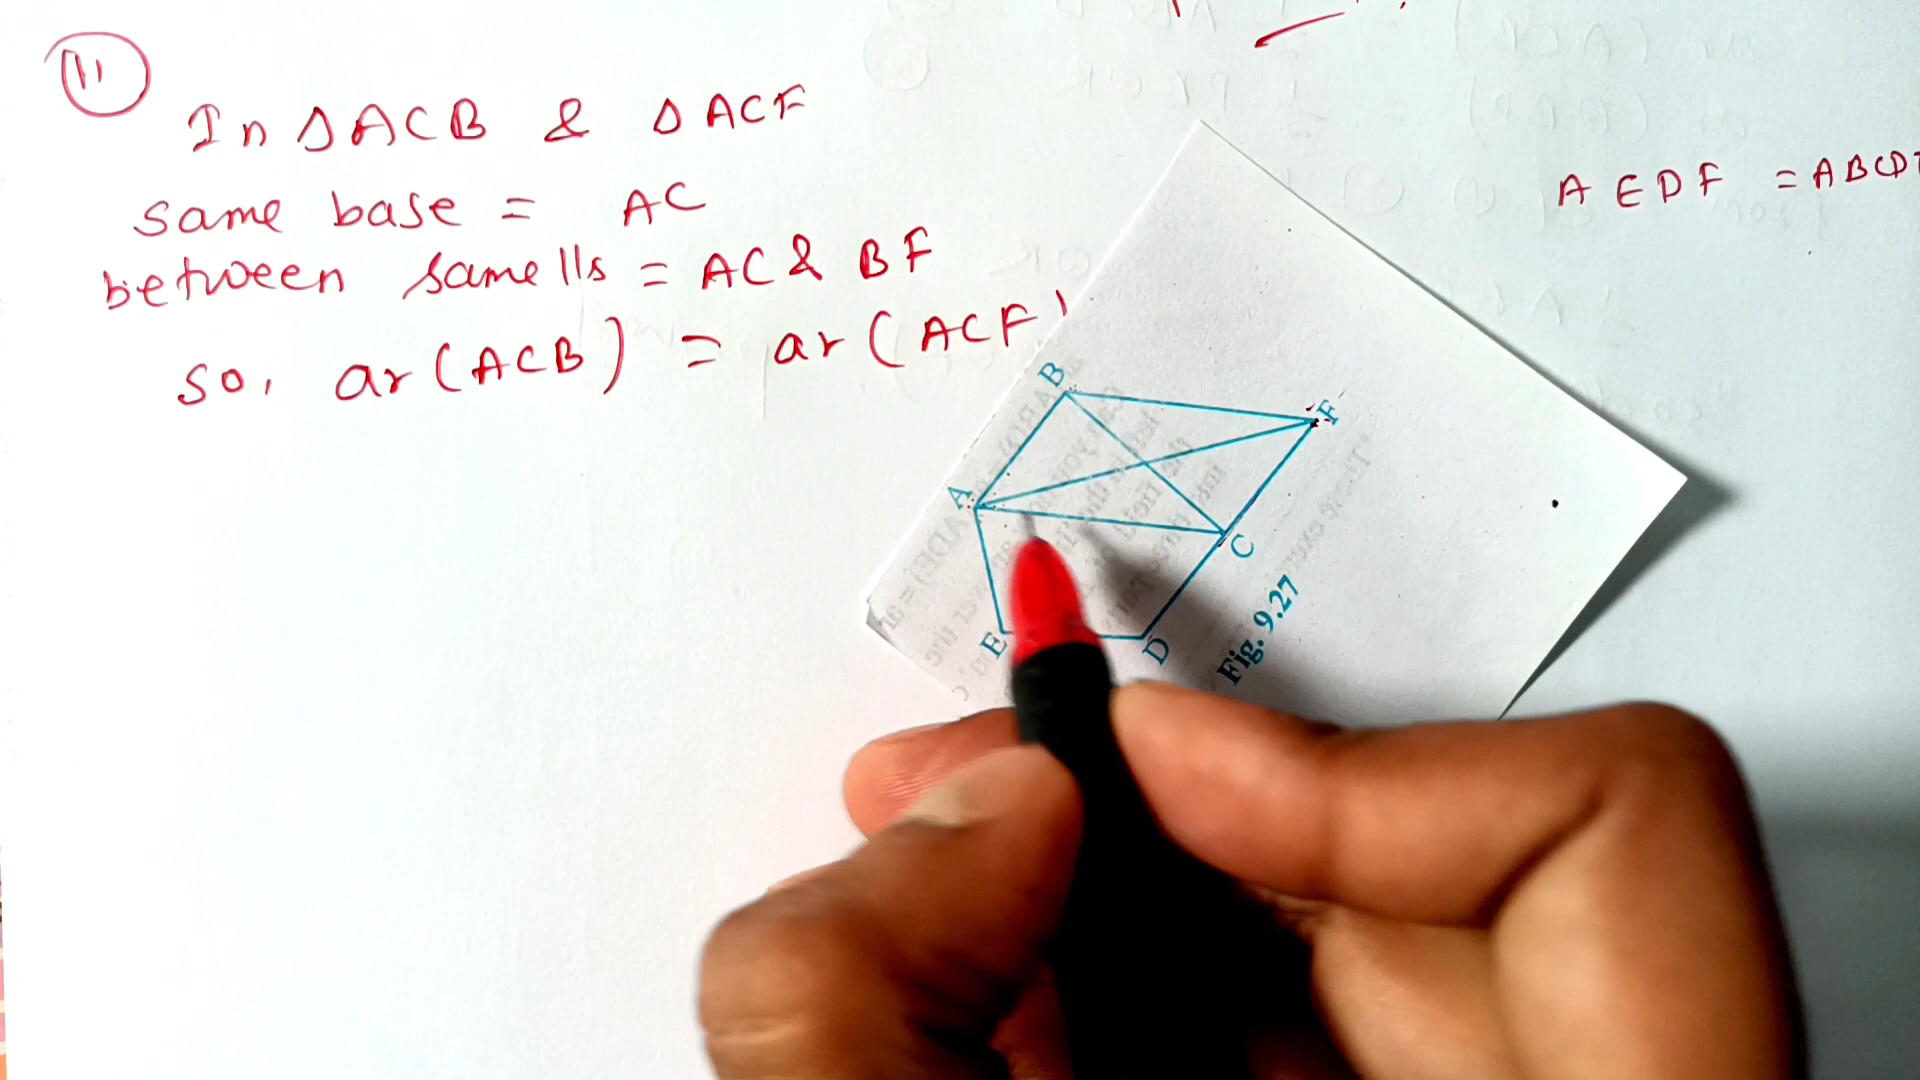 11
In Δ ACB & Δ ACF
same base = AC
between same lls = AC & BF
so, ar (ACB) = ar (ACF)
AEDF = ABCD
B
F
A
C
E
D
Fig. 9.27